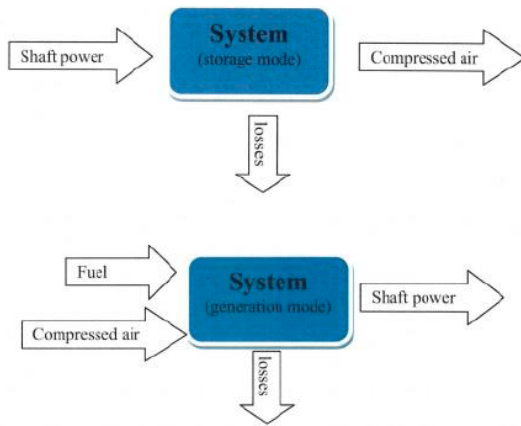 System
(storage mode)
Shaft power
Compressed air
losses
Fuel
System
(generation mode)
Shaft power
Compressed air
losses